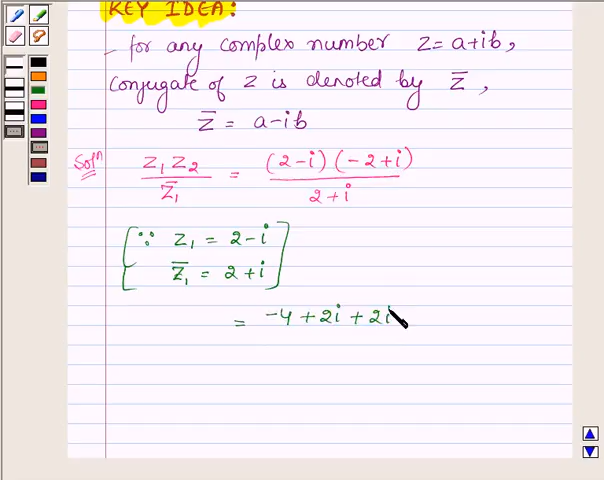 KEY IDEA:
- for any complex number z = a+ib,
conjugate of z is denoted by z̅,
z̅ = a-ib
Solⁿ z₁z₂/z̅₁ = (2-i)(-2+i)/2+i
[∵ z₁ = 2-i
z̅₁ = 2+i]
= -4+2i+2i